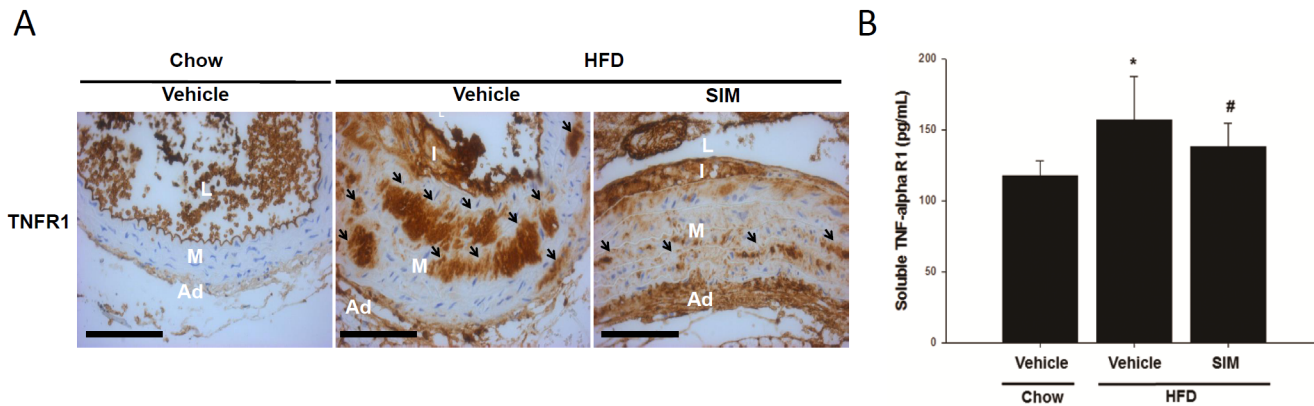 A
Chow
HFD
Vehicle
Vehicle
SIM
TNFR1
L
M
Ad
L
I
M
Ad
L
I
M
Ad
B
Soluble TNF-alpha R1 (pg/mL)
200
150
100
50
0
*
#
Vehicle
Vehicle
SIM
Chow
HFD